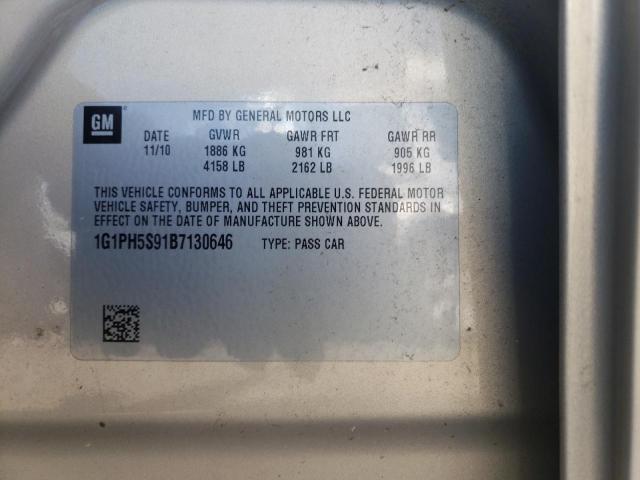 MFD BY GENERAL MOTORS LLC
GM
DATE GVWR GAWR FRT GAWR RR
11/10 1886 KG 981 KG 905 KG
4158 LB 2162 LB 1996 LB
THIS VEHICLE CONFORMS TO ALL APPLICABLE U.S. FEDERAL MOTOR
VEHICLE SAFETY, BUMPER, AND THEFT PREVENTION STANDARDS IN
EFFECT ON THE DATE OF MANUFACTURE SHOWN ABOVE.
1G1PH5S91B7130646 TYPE: PASS CAR